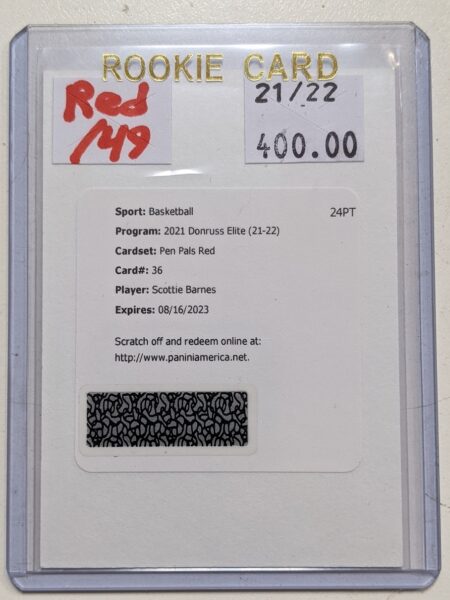 ROOKIE CARD
Red
/49
21/22
400.00
Sport: Basketball
24PT
Program: 2021 Donruss Elite (21-22)
Cardset: Pen Pals Red
Card#: 36
Player: Scottie Barnes
Expires: 08/16/2023
Scratch off and redeem online at:
http://www.paniniamerica.net.